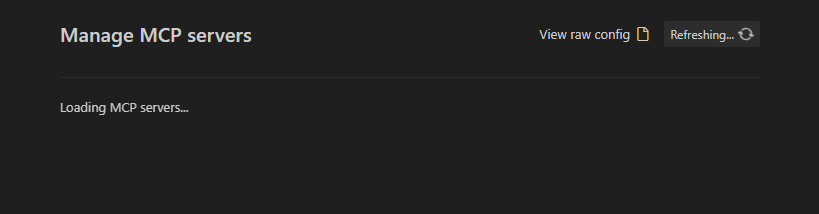 Manage MCP servers
View raw config
Refreshing...
Loading MCP servers...